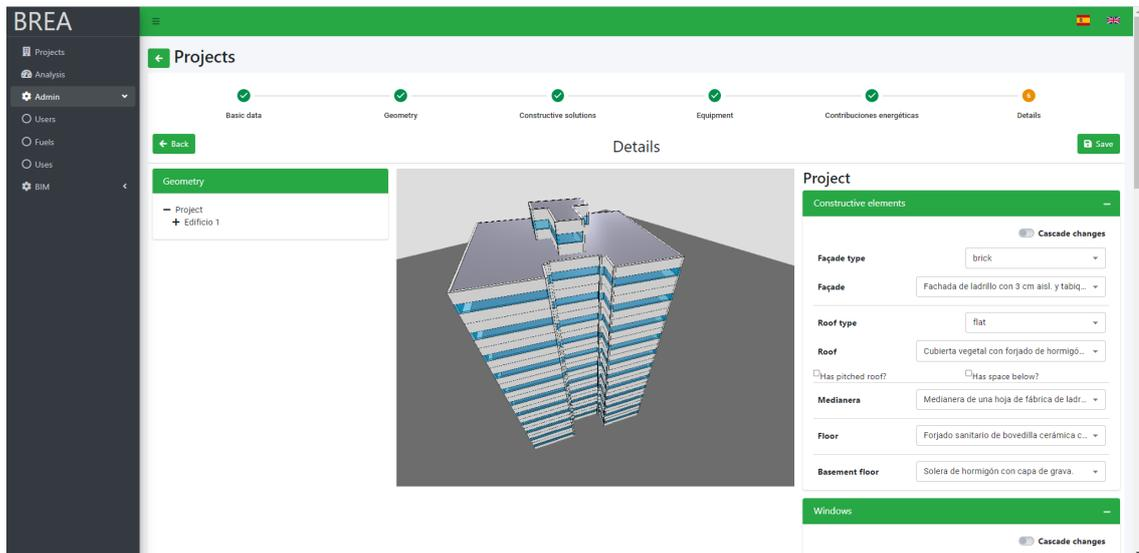 BREA
Projects
Analysis
Admin
Users
Fuels
Uses
BIM
Projects
Basic data
Geometry
Constructive solutions
Equipment
Contribuciones energéticas
6
Details
Back
Details
Save
Geometry
Project
Edificio 1
Project
Constructive elements
Cascade changes
Façade type
brick
Façade
Fachada de ladrillo con 3 cm aisl. y tabiq...
Roof type
flat
Roof
Cubierta vegetal con forjado de hormigó...
Has pitched roof?
Has space below?
Medianera
Medianera de una hoja de fábrica de ladr...
Floor
Forjado sanitario de bovedilla cerámica c...
Basement floor
Solera de hormigón con capa de grava.
Windows
Cascade changes